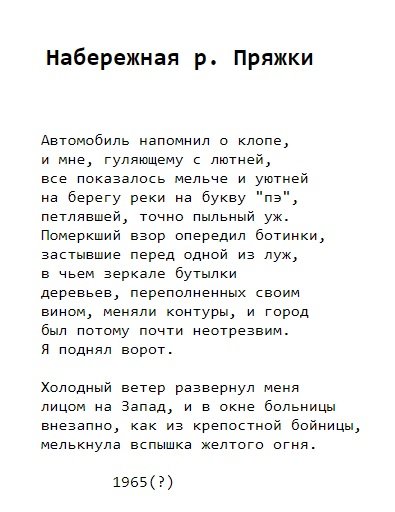 Набережная р. Пряжки
Автомобиль напомнил о клопе,
и мне, гуляющему с лютней,
все показалось мельче и уютней
на берегу реки на букву "пэ",
петлявшей, точно пыльный уж.
Померкший взор опередил ботинки,
застывшие перед одной из луж,
в чьем зеркале бутылки
деревьев, переполненных своим
вином, меняли контуры, и город
был потому почти неотрезвим.
Я поднял ворот.
Холодный ветер развернул меня
лицом на Запад, и в окне больницы
внезапно, как из крепостной бойницы,
мелькнула вспышка желтого огня.
1965(?)